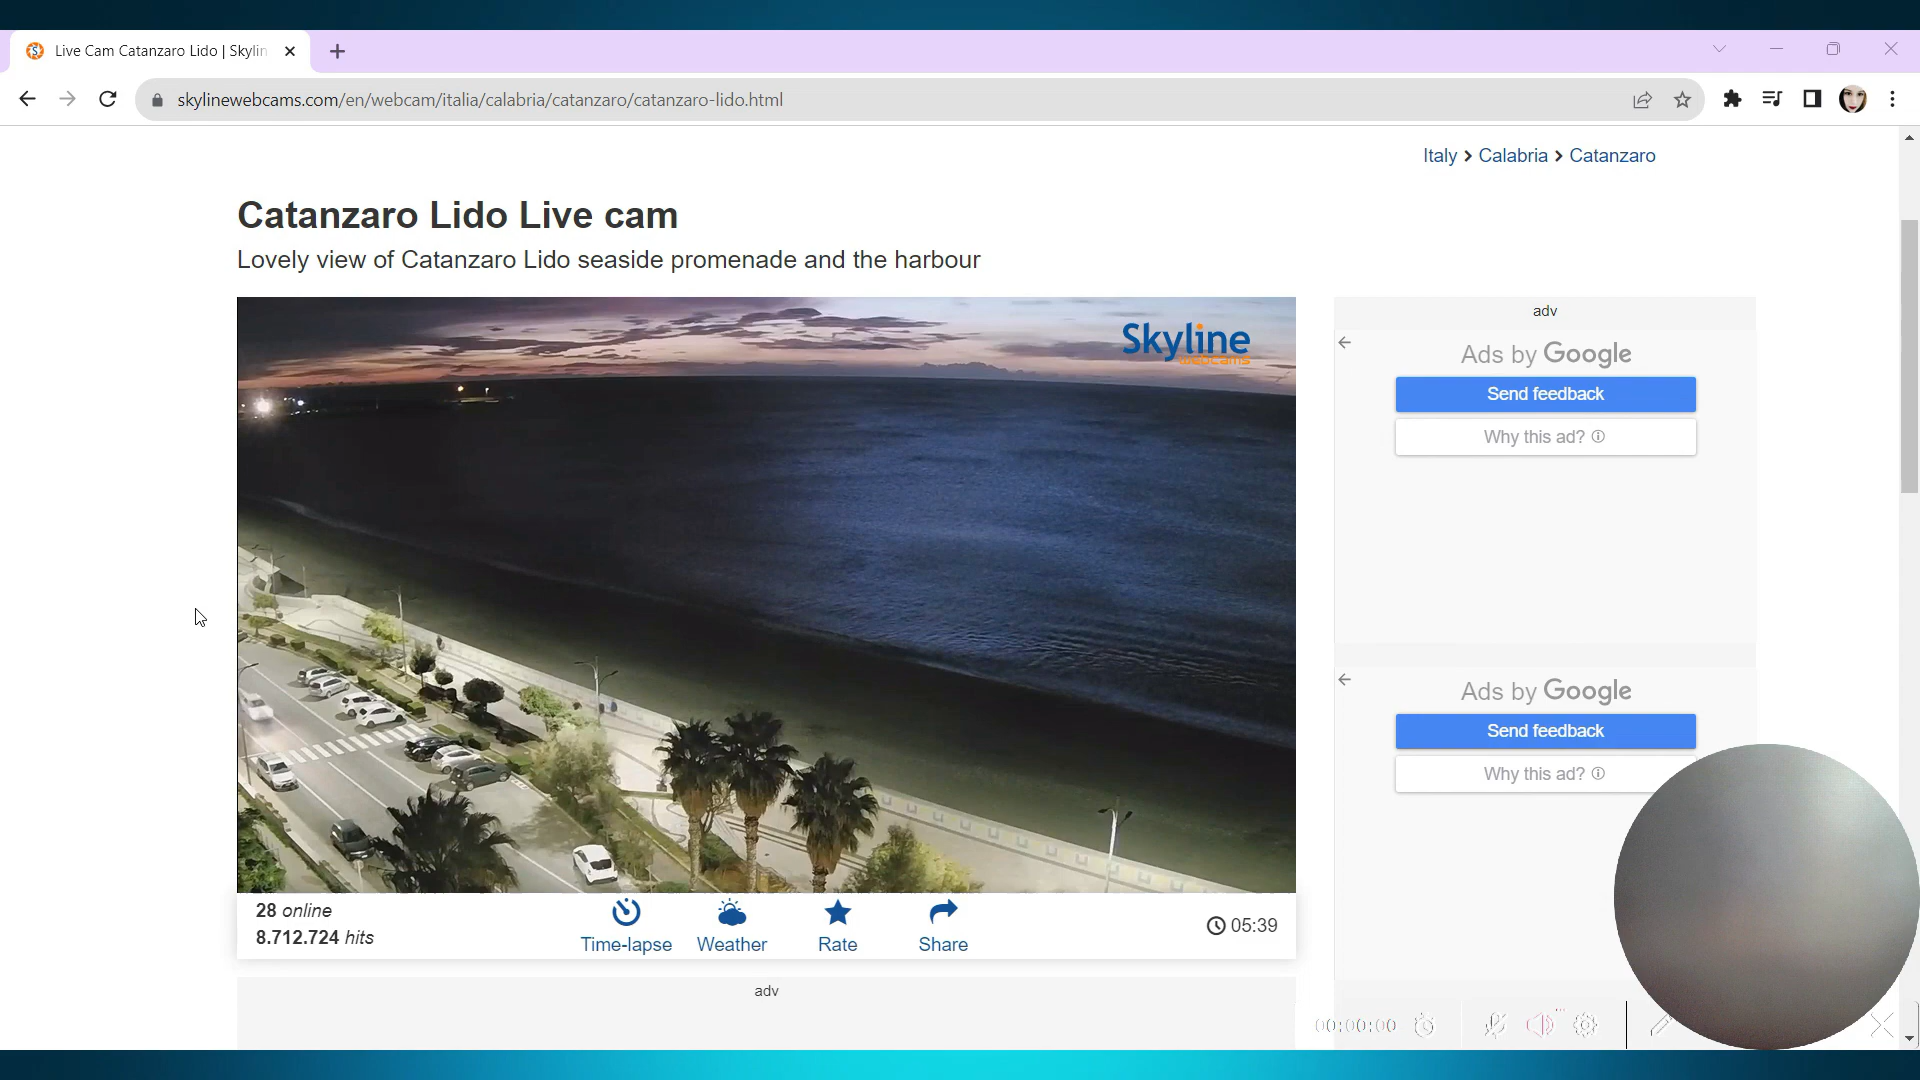 Live Cam Catanzaro Lido | Skylin
skylinewebcams.com/en/webcam/italia/calabria/catanzaro/catanzaro-lido.html
Italy > Calabria > Catanzaro
Catanzaro Lido Live cam
Lovely view of Catanzaro Lido seaside promenade and the harbour
Skyline
webcams
adv
Ads by Google
Send feedback
Why this ad?
Ads by Google
Send feedback
Why this ad?
28 online
8.712.724 hits
Time-lapse
Weather
Rate
Share
05:39
adv
00:00:00